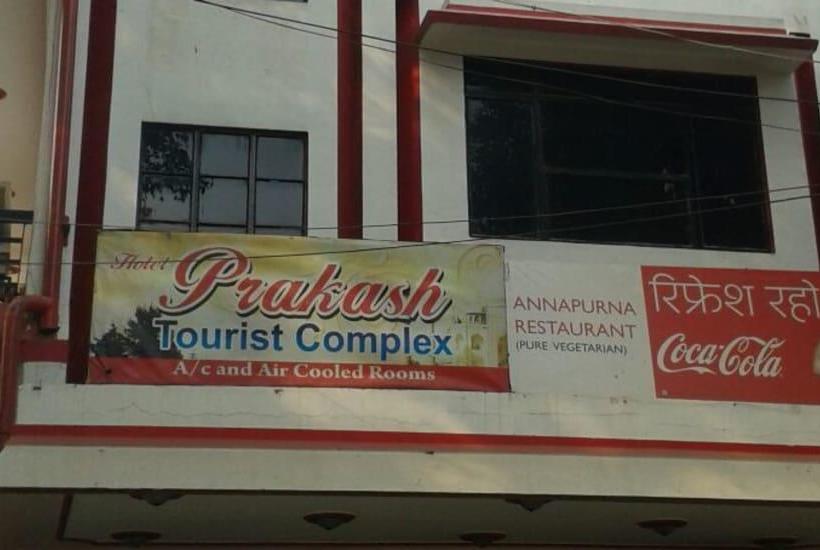 Hotel
Prakash
Tourist Complex
A/c and Air Cooled Rooms
ANNAPURNA
RESTAURANT
(PURE VEGETARIAN)
रिफ्रेश रहो
Coca-Cola